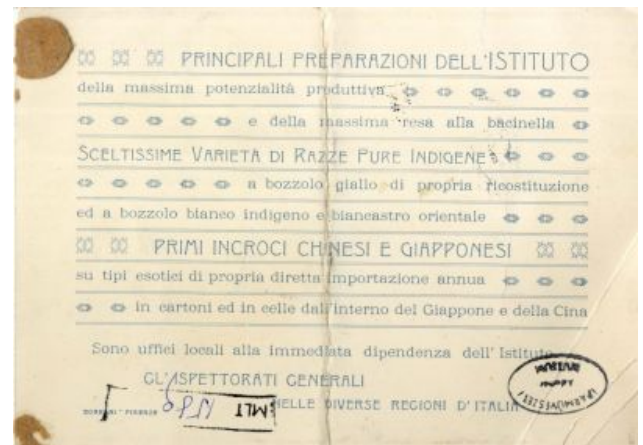 PRINCIPALI PREPARAZIONI DELL'ISTITUTO
della massima potenzialità produttiva
e della massima resa alla bacinella
SCELTISSIME VARIETÀ DI RAZZE PURE INDIGENE
a bozzolo giallo di propria ricostituzione
ed a bozzolo bianco indigeno e biancastro orientale
PRIMI INCROCI CHINESI E GIAPPONESI
su tipi esotici di propria diretta importazione annua
in cartoni ed in celle dall'interno del Giappone e della Cina
Sono uffici locali alla immediata dipendenza dell'Istituto
GL'ISPETTORATI GENERALI
NELLE DIVERSE REGIONI D'ITALIA
FIRENZE
MLT